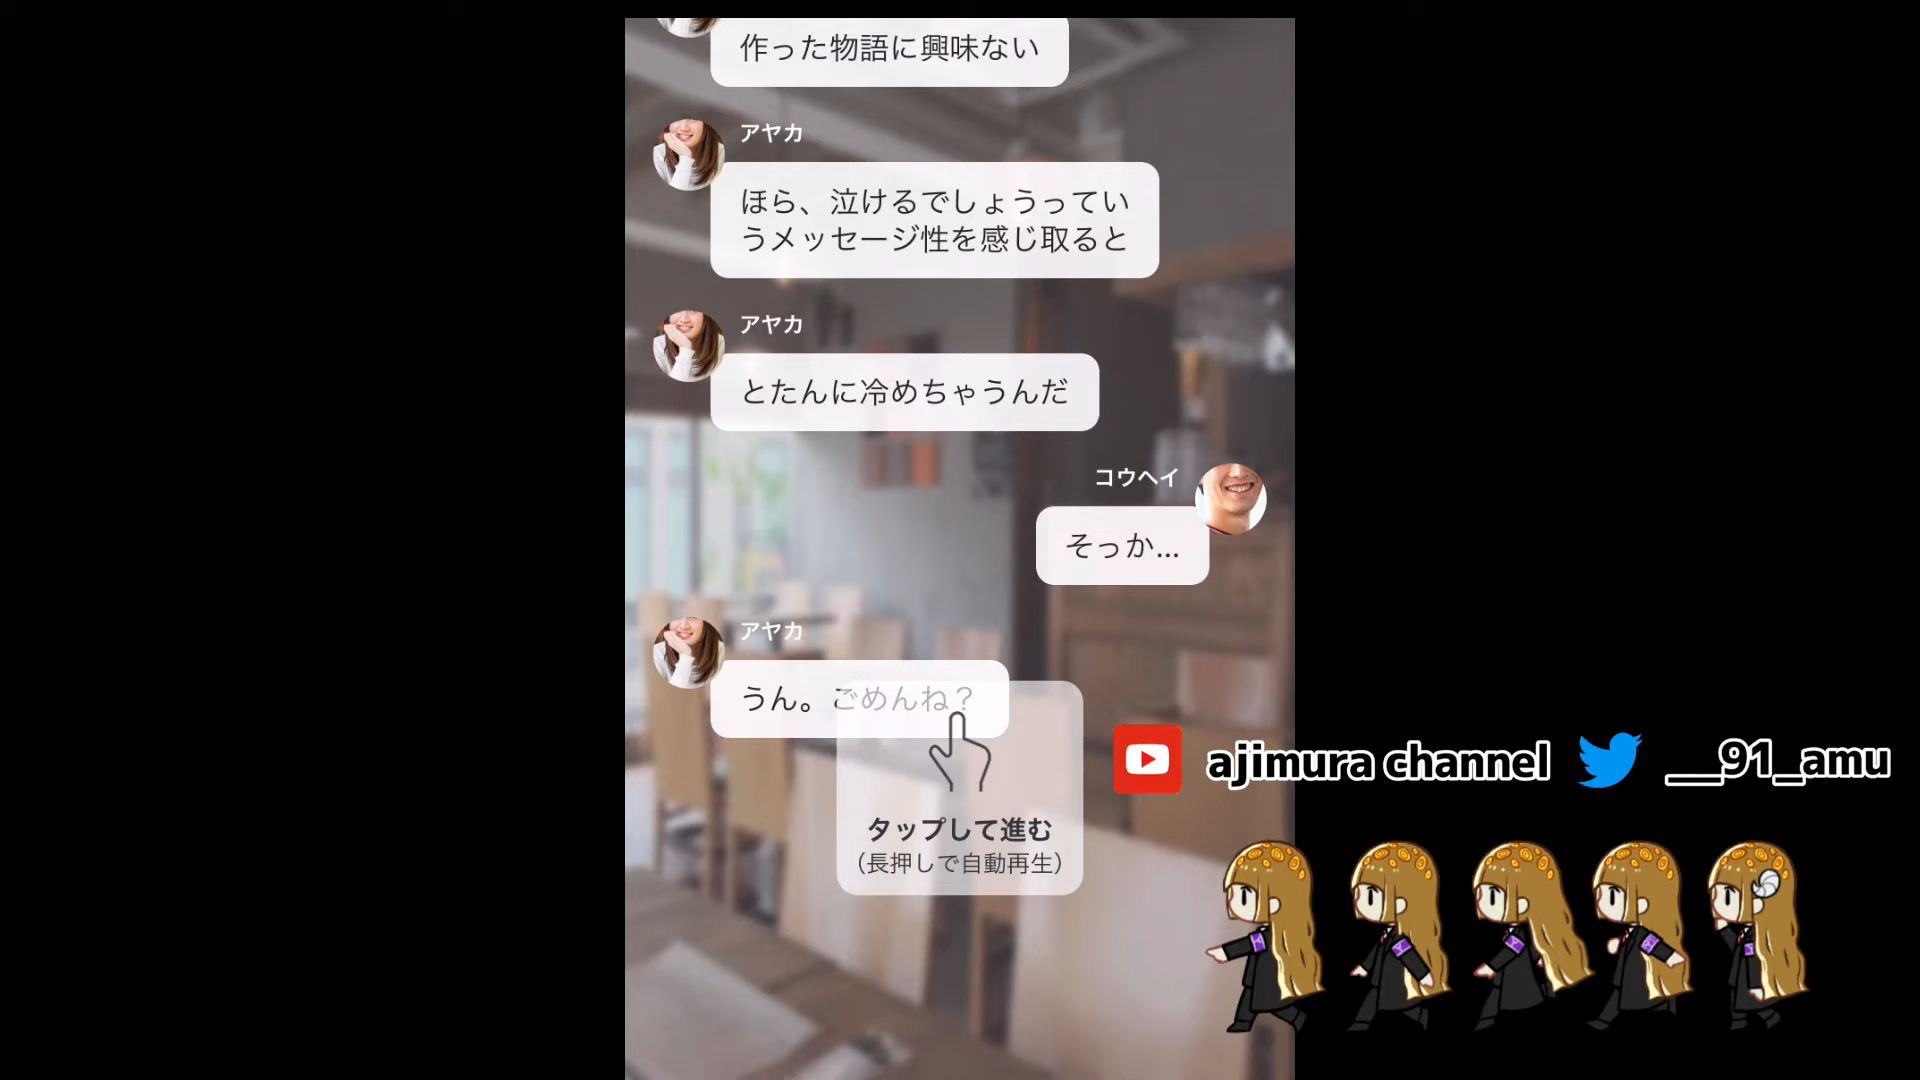 作った物語に興味ない
アヤカ
ほら、泣けるでしょうってい
うメッセージ性を感じ取ると
アヤカ
とたんに冷めちゃうんだ
コウヘイ
そっか...
アヤカ
うん。ごめんね？
タップして進む
（長押しで自動再生）
ajimura channel
__91_amu